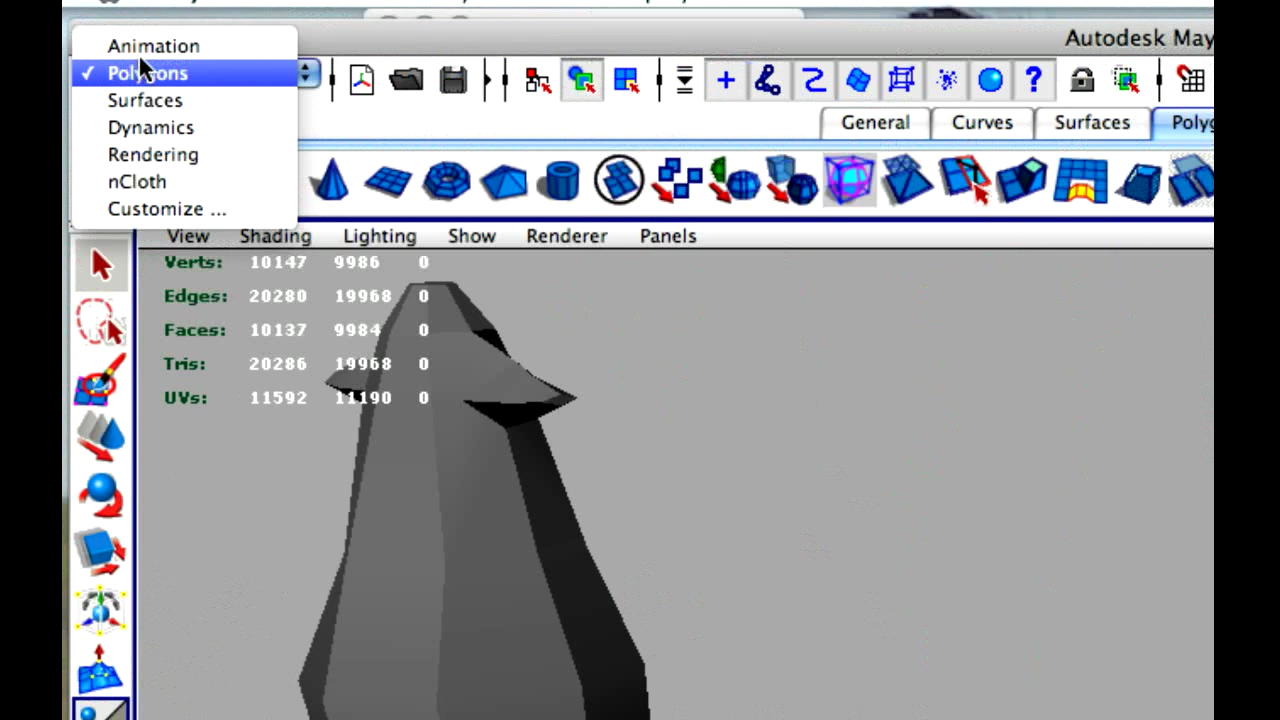 Autodesk May
Animation
✓ Polygons
Surfaces
Dynamics
Rendering
nCloth
Customize ...
?
General
Curves
Surfaces
Polyg
View Shading Lighting Show Renderer Panels
Verts: 10147 9986 0
Edges: 20280 19968 0
Faces: 10137 9984 0
Tris: 20286 19968 0
UVs: 11592 11190 0